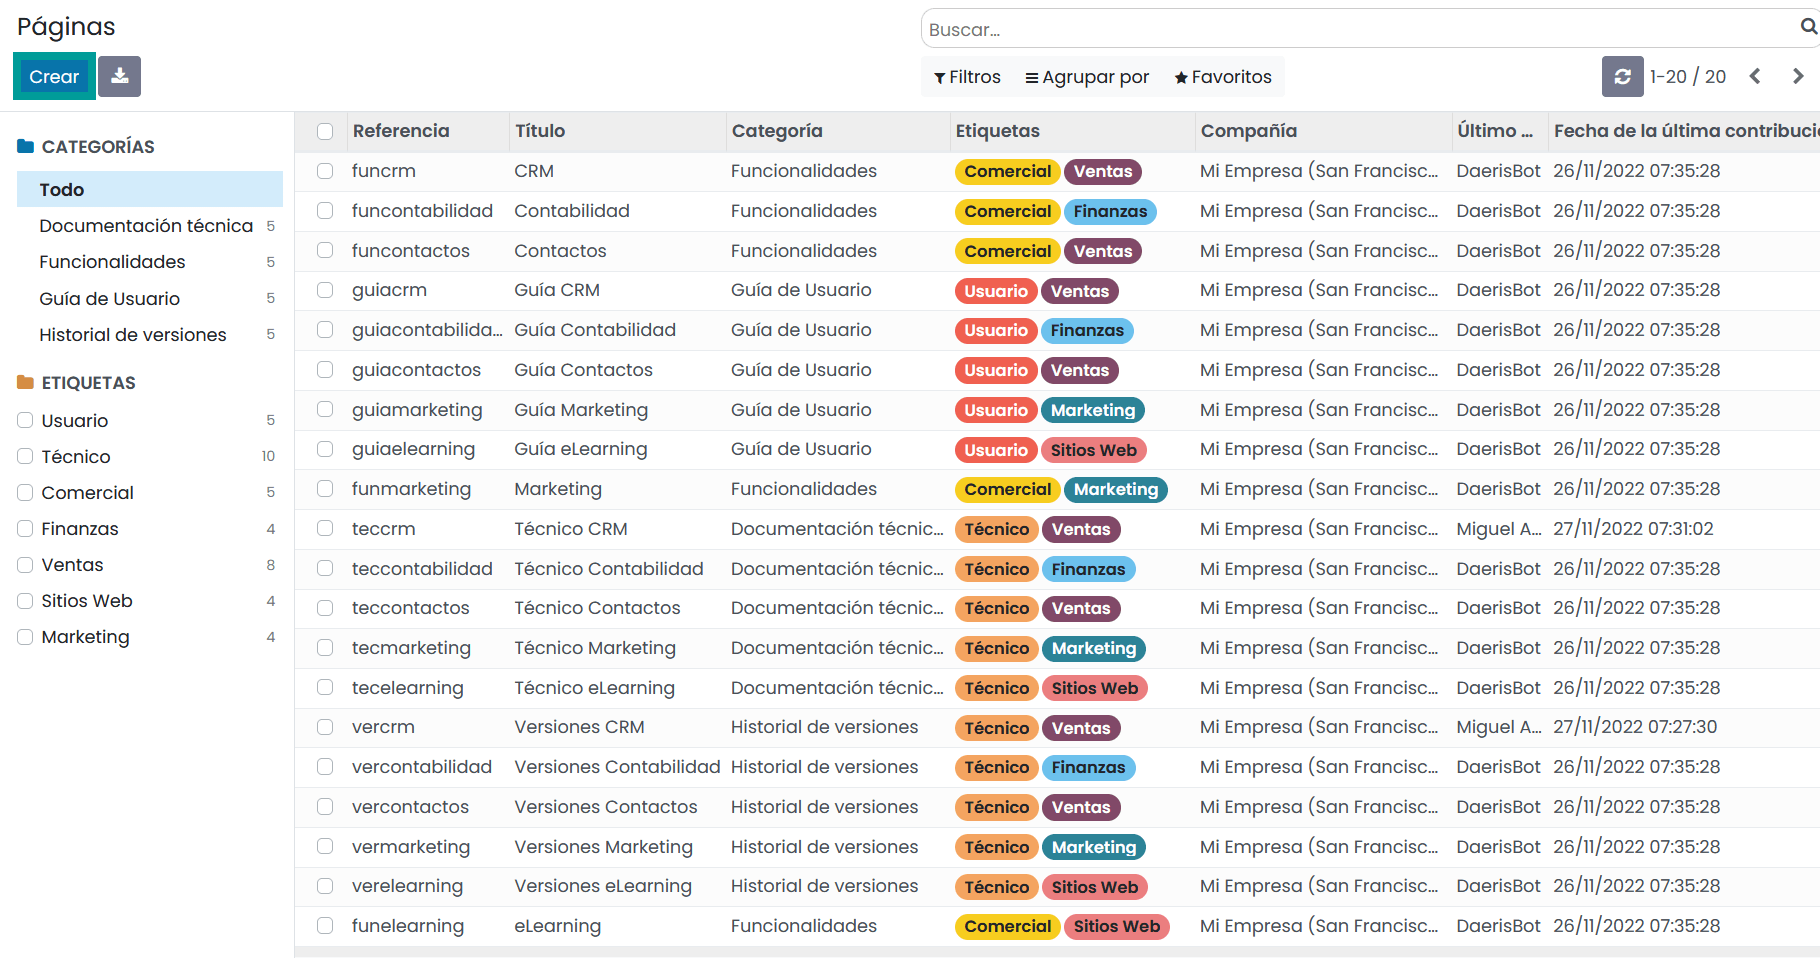 Páginas
Buscar...
Crear
Filtros Agrupar por Favoritos
1-20 / 20
CATEGORÍAS
Todo
Documentación técnica 5
Funcionalidades 5
Guía de Usuario 5
Historial de versiones 5
ETIQUETAS
Usuario 5
Técnico 10
Comercial 5
Finanzas 4
Ventas 8
Sitios Web 4
Marketing 4
Referencia Título Categoría Etiquetas Compañía Último ... Fecha de la última contribuci
funcrm CRM Funcionalidades Comercial Ventas Mi Empresa (San Francisc... DaerisBot 26/11/2022 07:35:28
funcontabilidad Contabilidad Funcionalidades Comercial Finanzas Mi Empresa (San Francisc... DaerisBot 26/11/2022 07:35:28
funcontactos Contactos Funcionalidades Comercial Ventas Mi Empresa (San Francisc... DaerisBot 26/11/2022 07:35:28
guiacrm Guía CRM Guía de Usuario Usuario Ventas Mi Empresa (San Francisc... DaerisBot 26/11/2022 07:35:28
guiacontabilida... Guía Contabilidad Guía de Usuario Usuario Finanzas Mi Empresa (San Francisc... DaerisBot 26/11/2022 07:35:28
guiacontactos Guía Contactos Guía de Usuario Usuario Ventas Mi Empresa (San Francisc... DaerisBot 26/11/2022 07:35:28
guiamarketing Guía Marketing Guía de Usuario Usuario Marketing Mi Empresa (San Francisc... DaerisBot 26/11/2022 07:35:28
guiaelearning Guía eLearning Guía de Usuario Usuario Sitios Web Mi Empresa (San Francisc... DaerisBot 26/11/2022 07:35:28
funmarketing Marketing Funcionalidades Comercial Marketing Mi Empresa (San Francisc... DaerisBot 26/11/2022 07:35:28
teccrm Técnico CRM Documentación técnic... Técnico Ventas Mi Empresa (San Francisc... Miguel A... 27/11/2022 07:31:02
teccontabilidad Técnico Contabilidad Documentación técnic... Técnico Finanzas Mi Empresa (San Francisc... DaerisBot 26/11/2022 07:35:28
teccontactos Técnico Contactos Documentación técnic... Técnico Ventas Mi Empresa (San Francisc... DaerisBot 26/11/2022 07:35:28
tecmarketing Técnico Marketing Documentación técnic... Técnico Marketing Mi Empresa (San Francisc... DaerisBot 26/11/2022 07:35:28
tecelearning Técnico eLearning Documentación técnic... Técnico Sitios Web Mi Empresa (San Francisc... DaerisBot 26/11/2022 07:35:28
vercrm Versiones CRM Historial de versiones Técnico Ventas Mi Empresa (San Francisc... Miguel A... 27/11/2022 07:27:30
vercontabilidad Versiones Contabilidad Historial de versiones Técnico Finanzas Mi Empresa (San Francisc... DaerisBot 26/11/2022 07:35:28
vercontactos Versiones Contactos Historial de versiones Técnico Ventas Mi Empresa (San Francisc... DaerisBot 26/11/2022 07:35:28
vermarketing Versiones Marketing Historial de versiones Técnico Marketing Mi Empresa (San Francisc... DaerisBot 26/11/2022 07:35:28
verelearning Versiones eLearning Historial de versiones Técnico Sitios Web Mi Empresa (San Francisc... DaerisBot 26/11/2022 07:35:28
funelearning eLearning Funcionalidades Comercial Sitios Web Mi Empresa (San Francisc... DaerisBot 26/11/2022 07:35:28